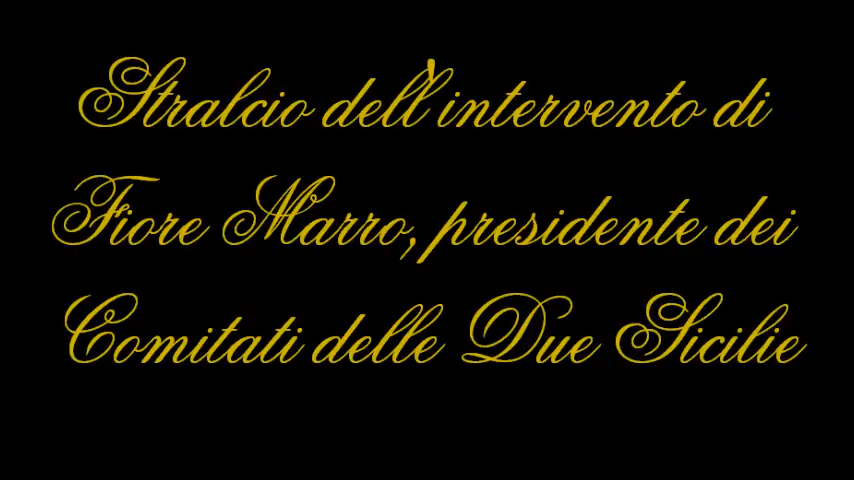 Stralcio dell'intervento di
Fiore Marro, presidente dei
Comitati delle Due Sicilie